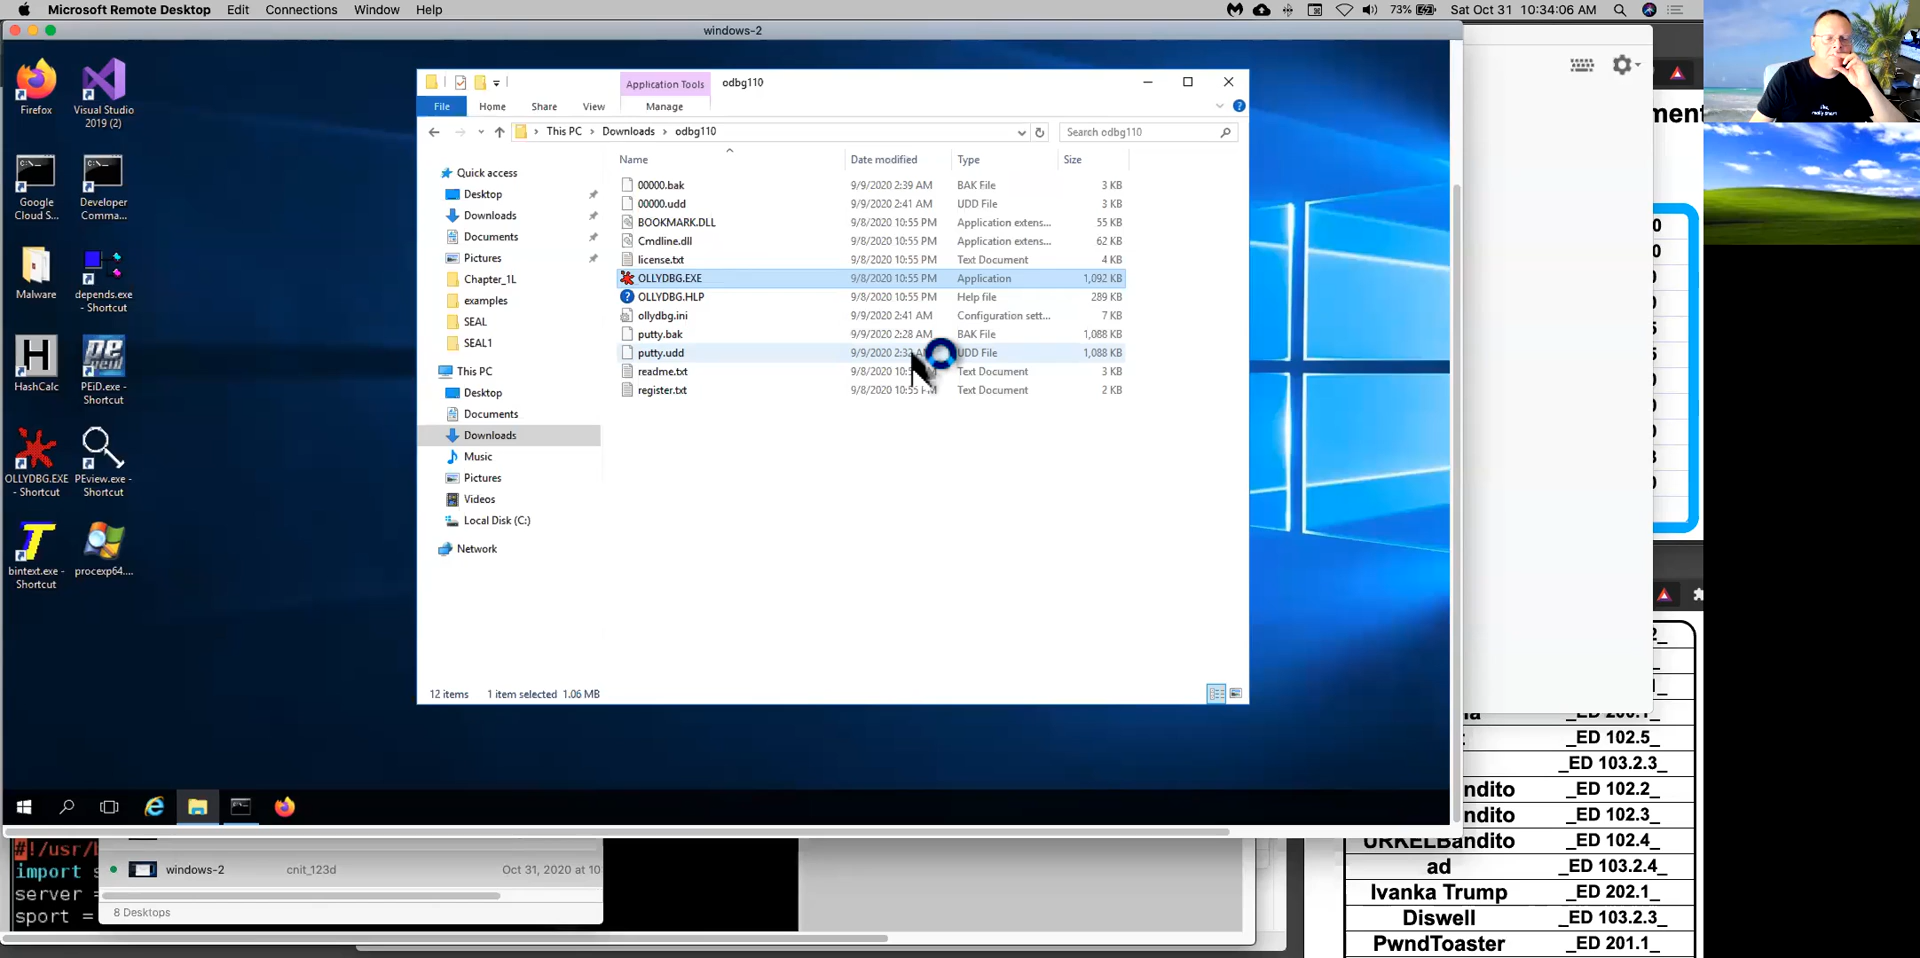 Microsoft Remote Desktop Edit Connections Window Help
73% Sat Oct 31 10:34:06 AM
windows-2
Firefox
Visual Studio 2019 (2)
Google Cloud S...
Developer Comma...
Malware
depends.exe - Shortcut
HashCalc
PEiD.exe - Shortcut
OLLYDBG.EXE - Shortcut
PEview.exe - Shortcut
bintext.exe - Shortcut
procexp64....
Application Tools odbg110
File Home Share View Manage
This PC Downloads odbg110 Search odbg110
Name Date modified Type Size
00000.bak 9/9/2020 2:39 AM BAK File 3 KB
00000.udd 9/9/2020 2:41 AM UDD File 3 KB
BOOKMARK.DLL 9/8/2020 10:55 PM Application extens... 55 KB
Cmdline.dll 9/8/2020 10:55 PM Application extens... 62 KB
license.txt 9/8/2020 10:55 PM Text Document 4 KB
OLLYDBG.EXE 9/8/2020 10:55 PM Application 1,092 KB
OLLYDBG.HLP 9/8/2020 10:55 PM Help file 289 KB
ollydbg.ini 9/9/2020 2:41 AM Configuration sett... 7 KB
putty.bak 9/9/2020 2:28 AM BAK File 1,088 KB
putty.udd 9/9/2020 UDD File 1,088 KB
readme.txt 9/8/2020 Text Document 3 KB
register.txt 9/8/2020 10:55 PM Text Document 2 KB
Quick access
Desktop
Downloads
Documents
Pictures
Chapter_1L
examples
SEAL
SEAL1
This PC
Desktop
Documents
Downloads
Music
Pictures
Videos
Local Disk (C:)
Network
12 items 1 item selected 1.06 MB
#!/usr/b
import s
server =
sport =
windows-2 cnit_123d Oct 31, 2020 at 10
8 Desktops
_ED 102.5_
_ED 103.2.3_
ndito _ED 102.2_
ndito _ED 102.3_
URKELBandito _ED 102.4_
ad _ED 103.2.4_
Ivanka Trump _ED 202.1_
Diswell _ED 103.2.3_
PwndToaster _ED 201.1_